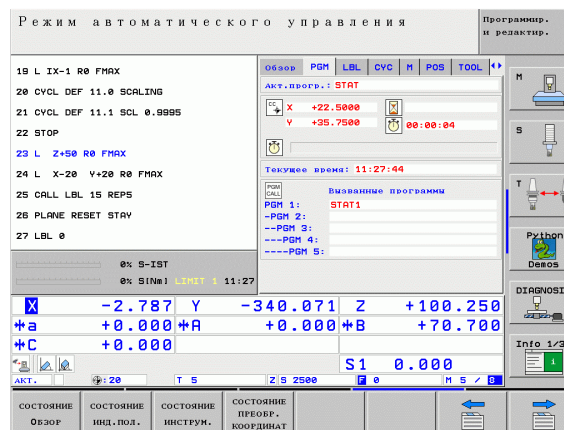 Режим автоматического управления
Программир.
и редактир.
19 L IX-1 R0 FMAX
20 CYCL DEF 11.0 SCALING
21 CYCL DEF 11.1 SCL 0.9995
22 STOP
23 L Z+50 R0 FMAX
24 L X-20 Y+20 R0 FMAX
25 CALL LBL 15 REP5
26 PLANE RESET STAY
27 LBL 0
0% S-IST
0% S[Nm] LIMIT 1 11:27
Обзор PGM LBL CYC M POS TOOL
Акт.прогр.: STAT
CC X +22.5000
Y +35.7500 00:00:04
Текущее время: 11:27:44
PGM CALL Вызванные программы
PGM 1: STAT1
-PGM 2:
--PGM 3:
---PGM 4:
----PGM 5:
M
S
T
Python
Demos
DIAGNOSI
Info 1/3
X -2.787 Y -340.071 Z +100.250
a +0.000 A +0.000 B +70.700
C +0.000
S1 0.000
АКТ. : 20 T 5 Z S 2500 F 0 M 5 / 8
СОСТОЯНИЕ
ОБЗОР
СОСТОЯНИЕ
ИНД.ПОЛ.
СОСТОЯНИЕ
ИНСТРУМ.
СОСТОЯНИЕ
ПРЕОБР.
КООРДИНАТ